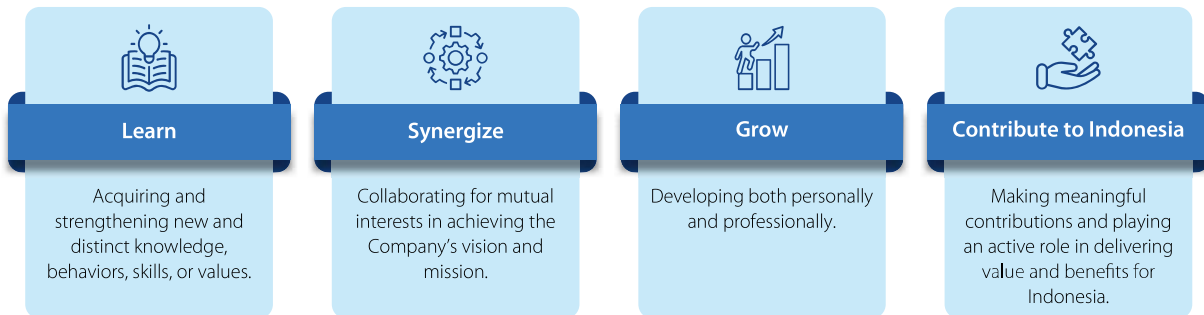 Learn
Acquiring and
strengthening new and
distinct knowledge,
behaviors, skills, or values.
Synergize
Collaborating for mutual
interests in achieving the
Company’s vision and
mission.
Grow
Developing both personally
and professionally.
Contribute to Indonesia
Making meaningful
contributions and playing
an active role in delivering
value and benefits for
Indonesia.